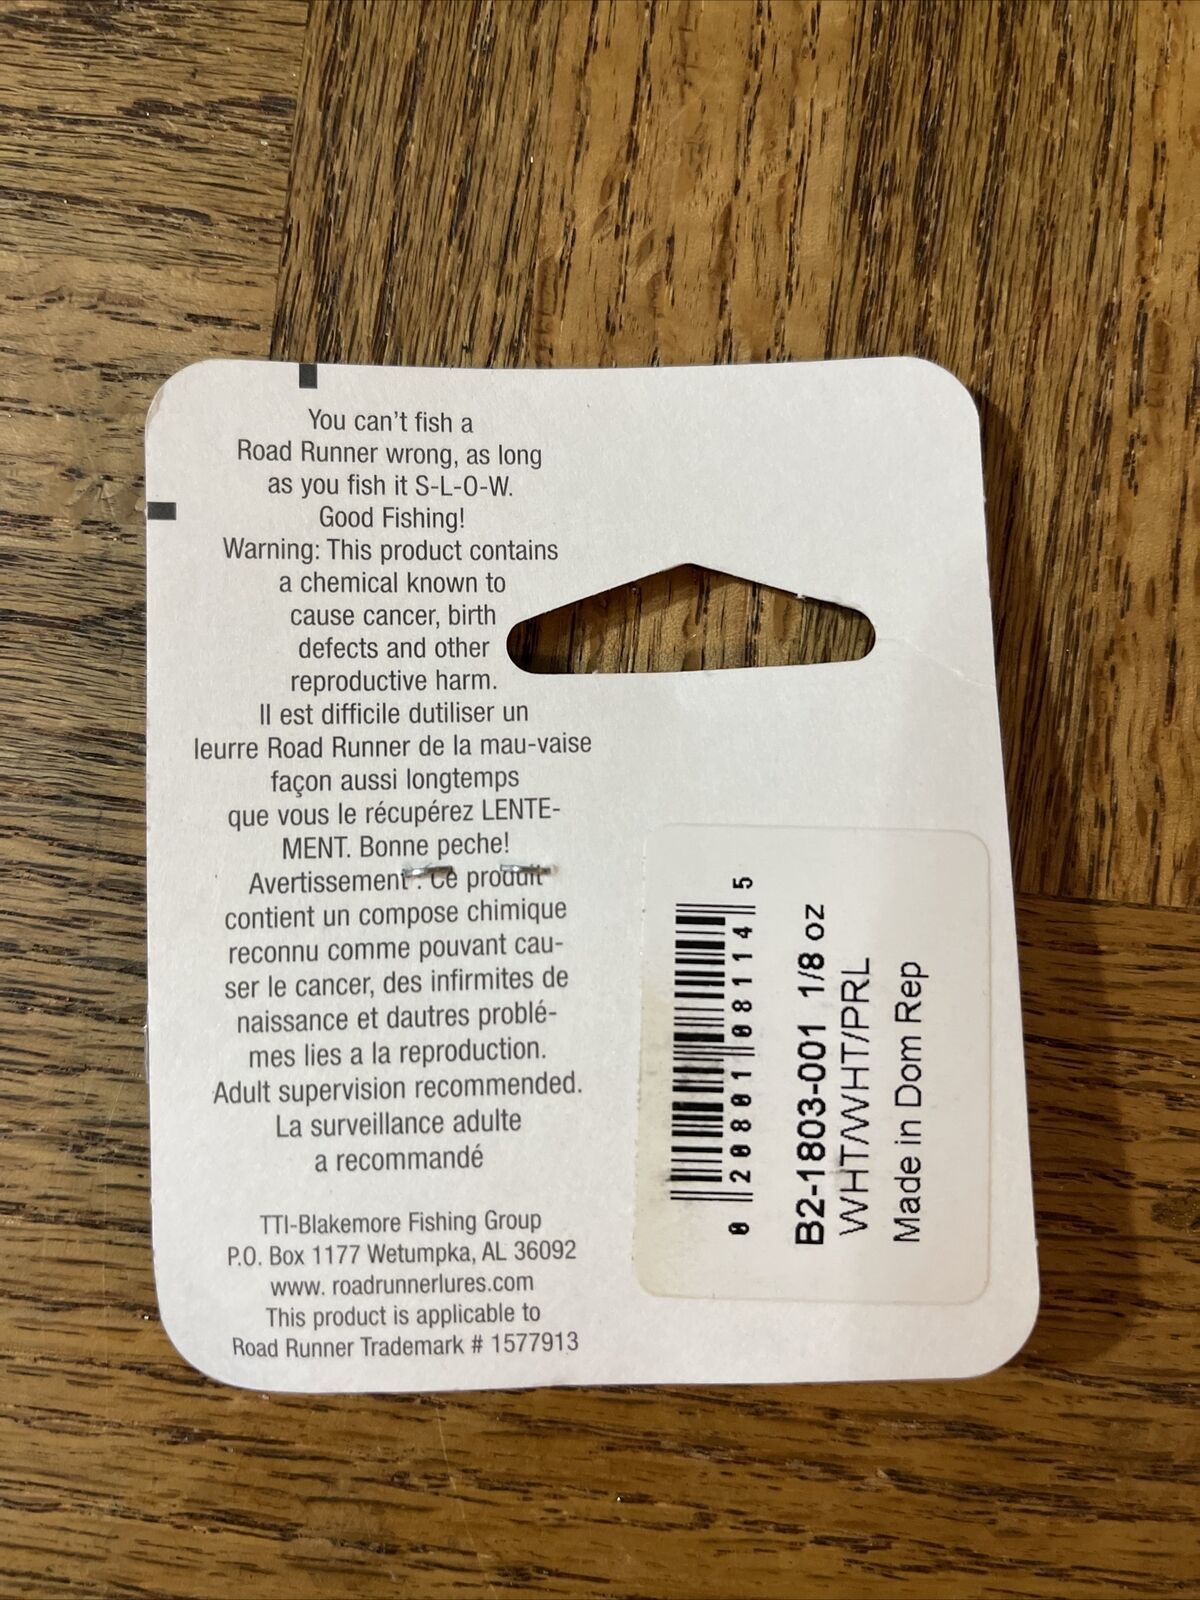 You can't fish a
Road Runner wrong, as long
as you fish it S-L-O-W.
Good Fishing!
Warning: This product contains
a chemical known to
cause cancer, birth
defects and other
reproductive harm.
Il est difficile dutiliser un
leurre Road Runner de la mau-vaise
façon aussi longtemps
que vous le récupérez LENTE-
MENT. Bonne peche!
Avertissement : Ce produit
contient un compose chimique
reconnu comme pouvant cau-
ser le cancer, des infirmites de
naissance et dautres problé-
mes lies a la reproduction.
Adult supervision recommended.
La surveillance adulte
a recommandé
TTI-Blakemore Fishing Group
P.O. Box 1177 Wetumpka, AL 36092
www. roadrunnerlures.com
This product is applicable to
Road Runner Trademark # 1577913
0 20801 08114 5
B2-1803-001 1/8 oz
WHT/WHT/PRL
Made in Dom Rep